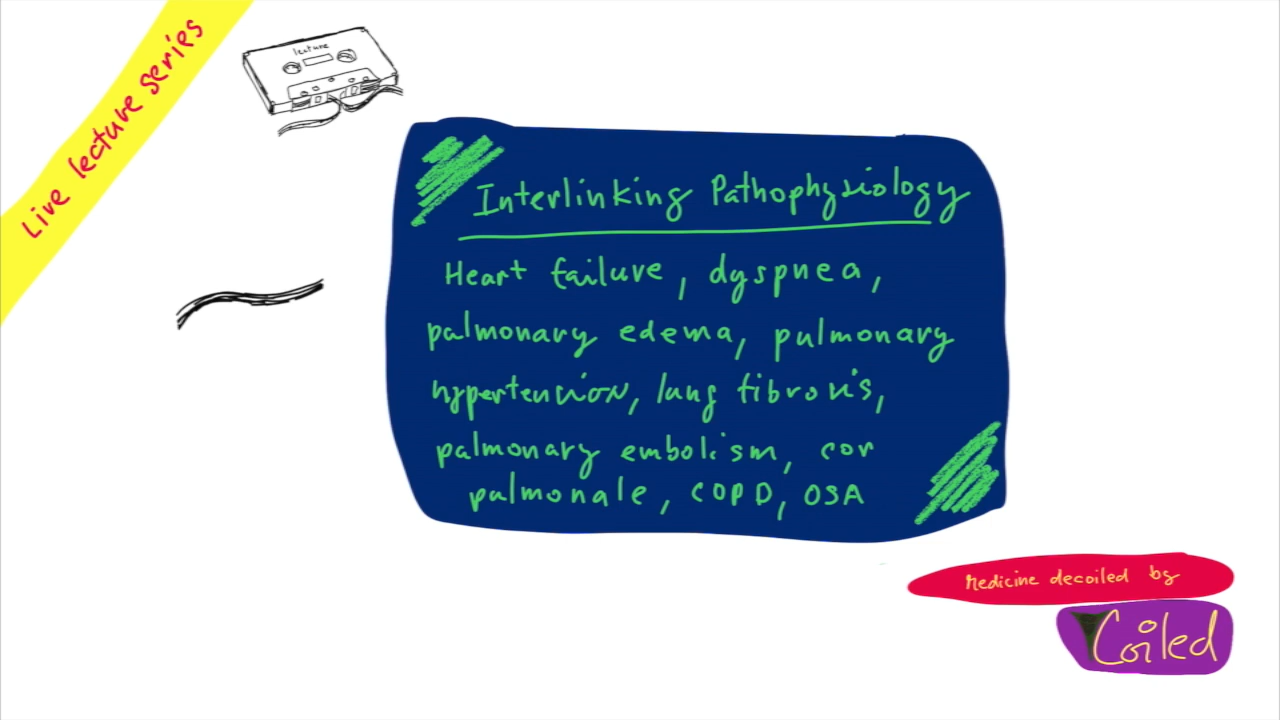 Live lecture series
lecture
Interlinking Pathophysiology
Heart failure, dyspnea,
palmonary edema, pulmonary
hypertension, lung fibrosis,
palmonary embolism, cor
palmonale, COPD, OSA
Medicine decoiled by
Coiled